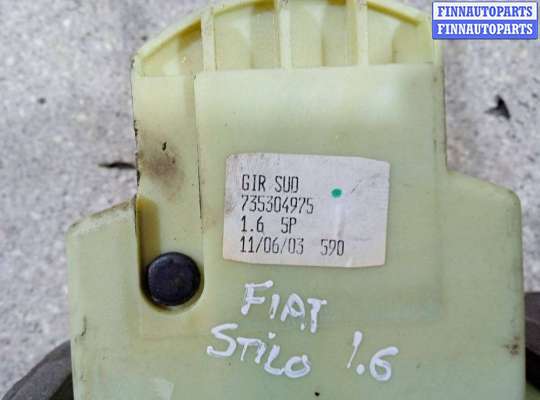 FINNAUTOPARTS
FINNAUTOPARTS
GIR SUD
735304975
1.6 5P
11/06/03 590
FIAT
STiLO 1.6